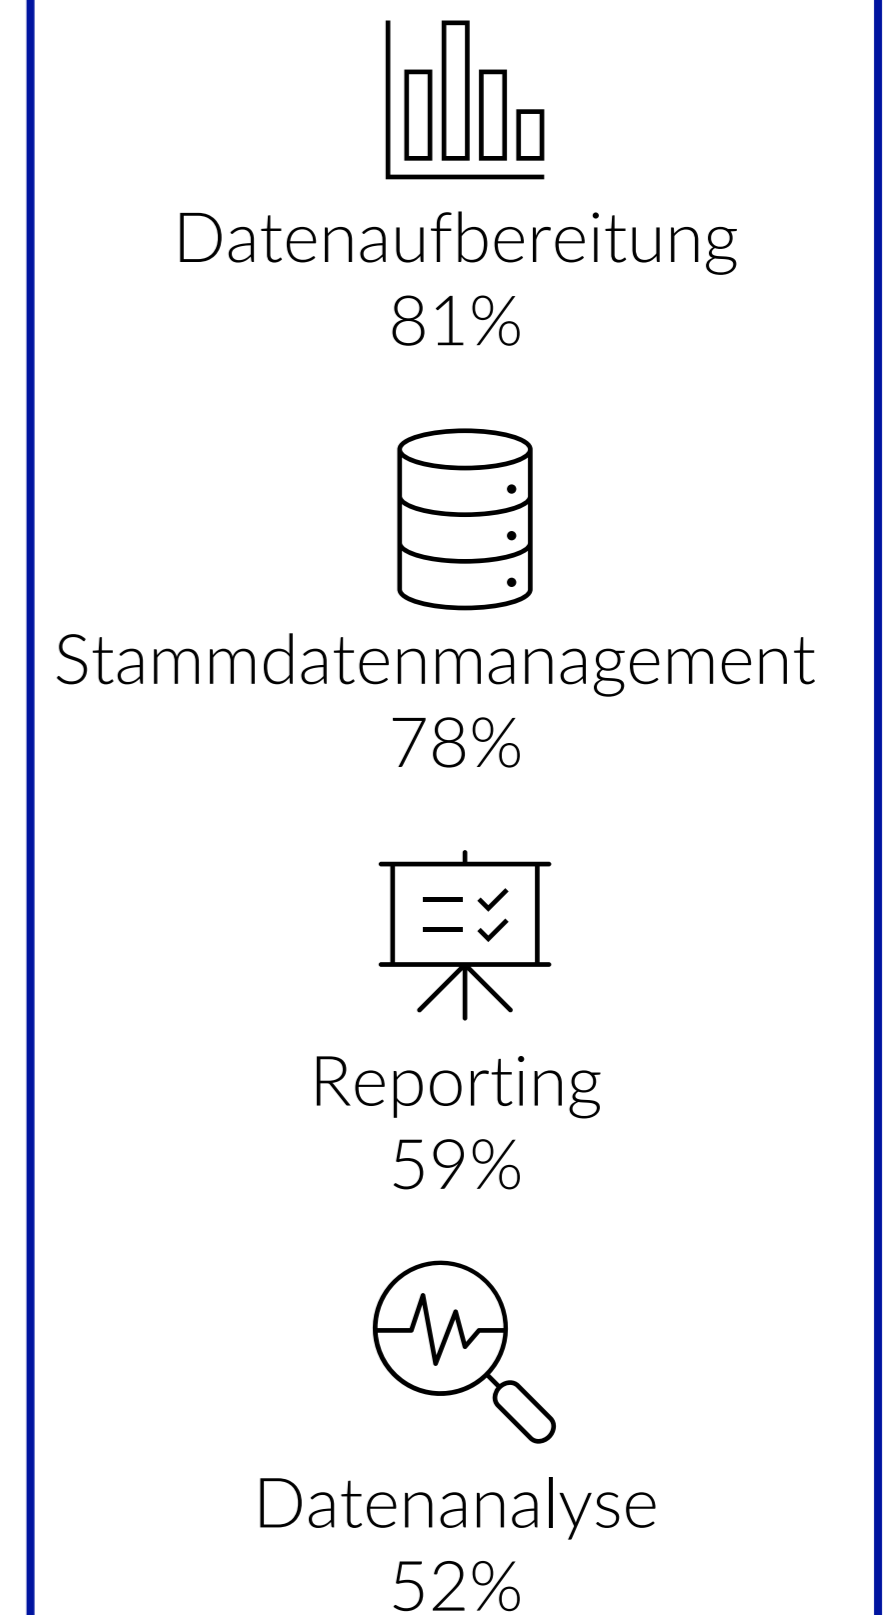 Datenaufbereitung
81%
Stammdatenmanagement
78%
Reporting
59%
Datenanalyse
52%